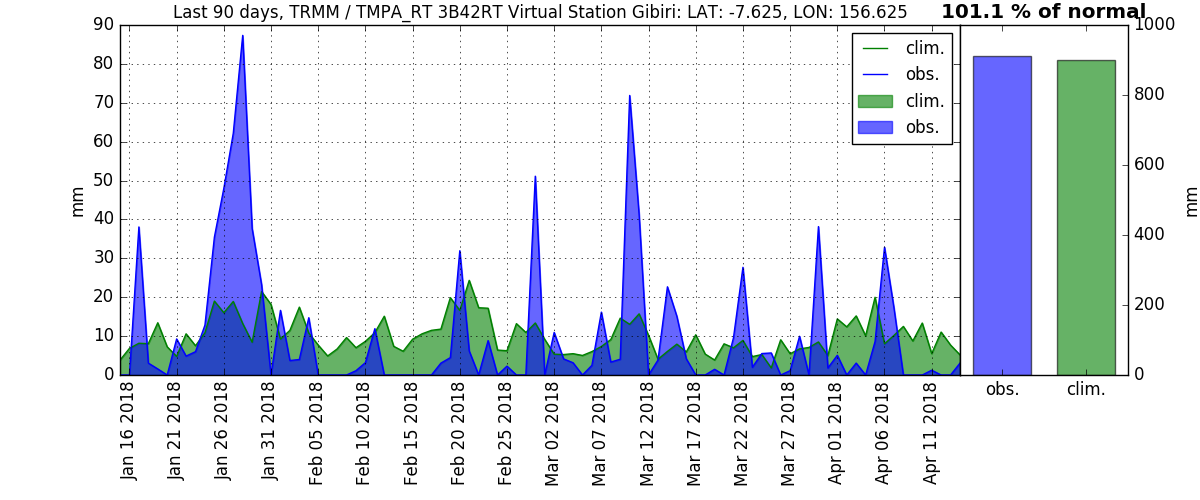 Last 90 days, TRMM / TMPA_RT 3B42RT Virtual Station Gibiri: LAT: -7.625, LON: 156.625
101.1 % of normal
mm
90
80
70
60
50
40
30
20
10
0
clim.
obs.
clim.
obs.
1000
800
600
400
200
0
mm
Jan 16 2018
Jan 21 2018
Jan 26 2018
Jan 31 2018
Feb 05 2018
Feb 10 2018
Feb 15 2018
Feb 20 2018
Feb 25 2018
Mar 02 2018
Mar 07 2018
Mar 12 2018
Mar 17 2018
Mar 22 2018
Mar 27 2018
Apr 01 2018
Apr 06 2018
Apr 11 2018
obs.
clim.